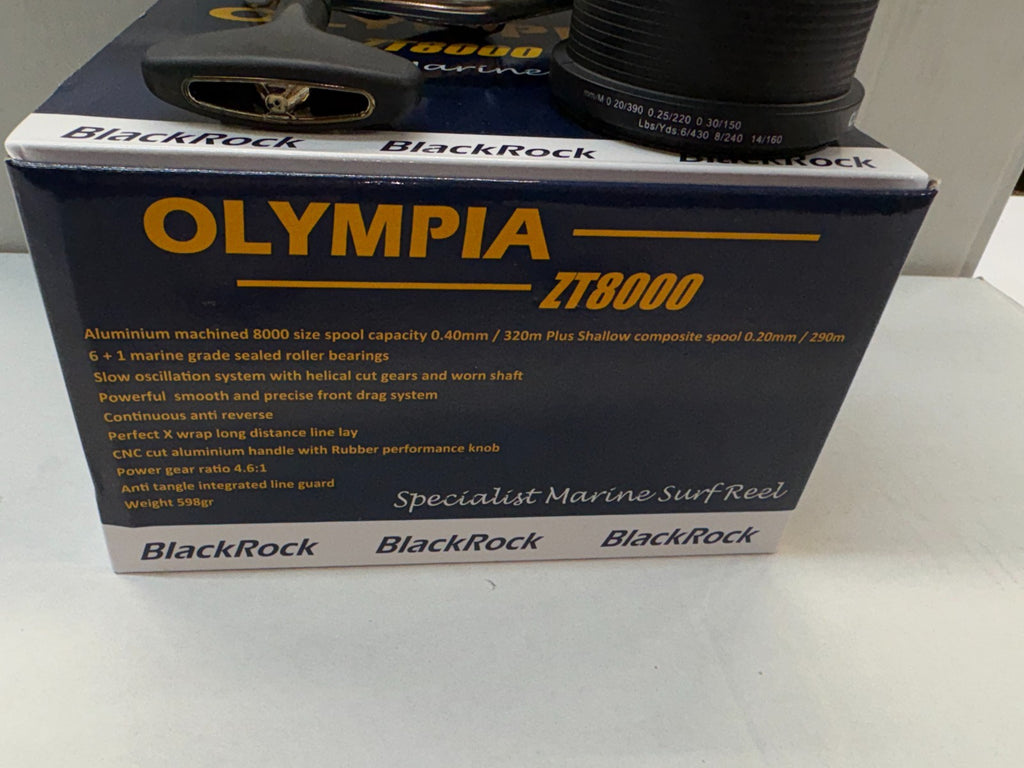 ZT8000
Marine
mm/M 0 20/390 0.25/220 0.30/150
Lbs/Yds.6/430 8/240 14/160
BlackRock BlackRock BlackRock
OLYMPIA
ZT8000
Aluminium machined 8000 size spool capacity 0.40mm / 320m Plus Shallow composite spool 0.20mm / 290m
6 + 1 marine grade sealed roller bearings
Slow oscillation system with helical cut gears and worn shaft
Powerful smooth and precise front drag system
Continuous anti reverse
Perfect X wrap long distance line lay
CNC cut aluminium handle with Rubber performance knob
Power gear ratio 4.6:1
Anti tangle integrated line guard
Weight 598gr
Specialist Marine Surf Reel
BlackRock BlackRock BlackRock